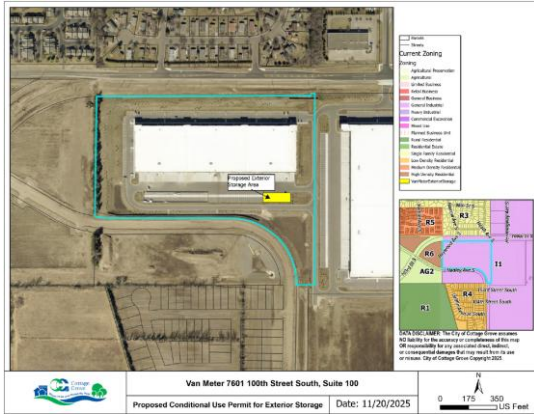 Parcels
Streets
Current Zoning
Zoning
Agricultural Preservation
Agricultural
Limited Business
Retail Business
General Business
General Industrial
Commercial Excavation
Mixed Use
Planned Business Unit
Rural Residential
Residential Estate
Single Family Residential
Low Density Residential
Medium Density Residential
High Density Residential
VanMeterExteriorStorage
Proposed Exterior
Storage Area
R3
R5
R6
I1
AG2
R4
R1
DATA DISCLAIMER: The City of Cottage Grove assumes
NO liability for the accuracy or completeness of this map
OR responsibility for any associated direct, indirect,
or consequential damages that may result from its use
or misuse. City of Cottage Grove Copyright 2025.
Cottage
Grove
Van Meter 7601 100th Street South, Suite 100
Proposed Conditional Use Permit for Exterior Storage
Date: 11/20/2025
N
0 175 350
US Feet